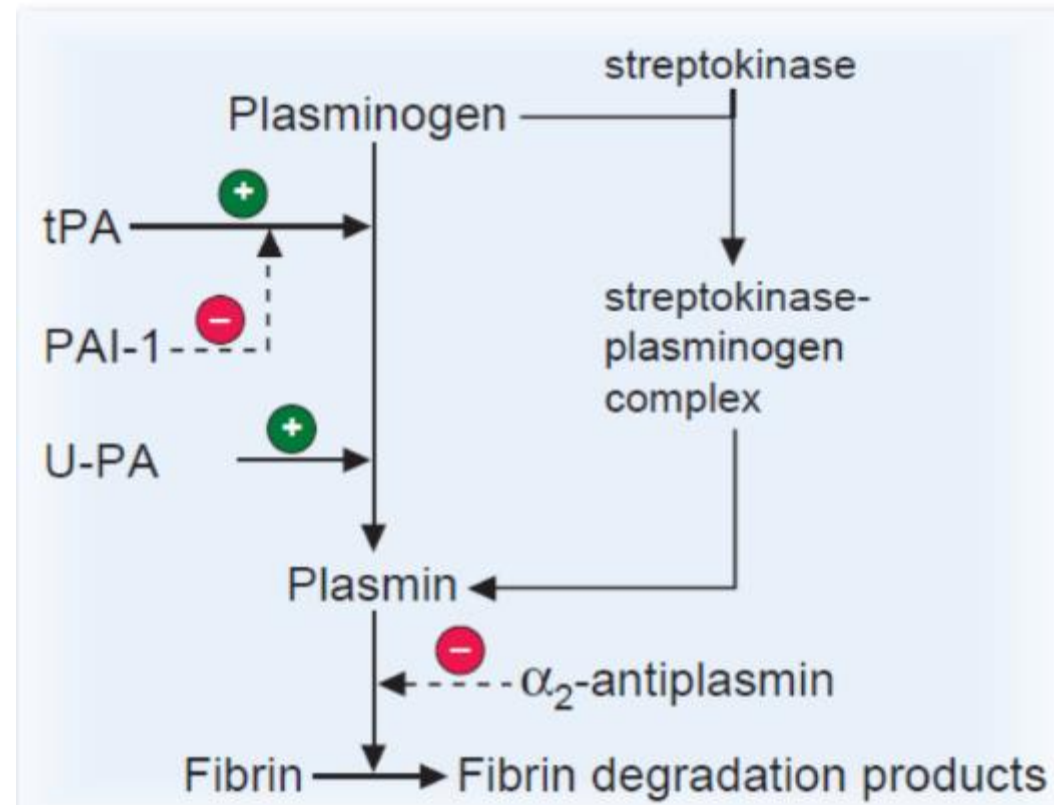 streptokinase
Plasminogen
+
tPA
−
PAI-1
streptokinase-
plasminogen
complex
+
U-PA
Plasmin
−
α₂-antiplasmin
Fibrin
Fibrin degradation products